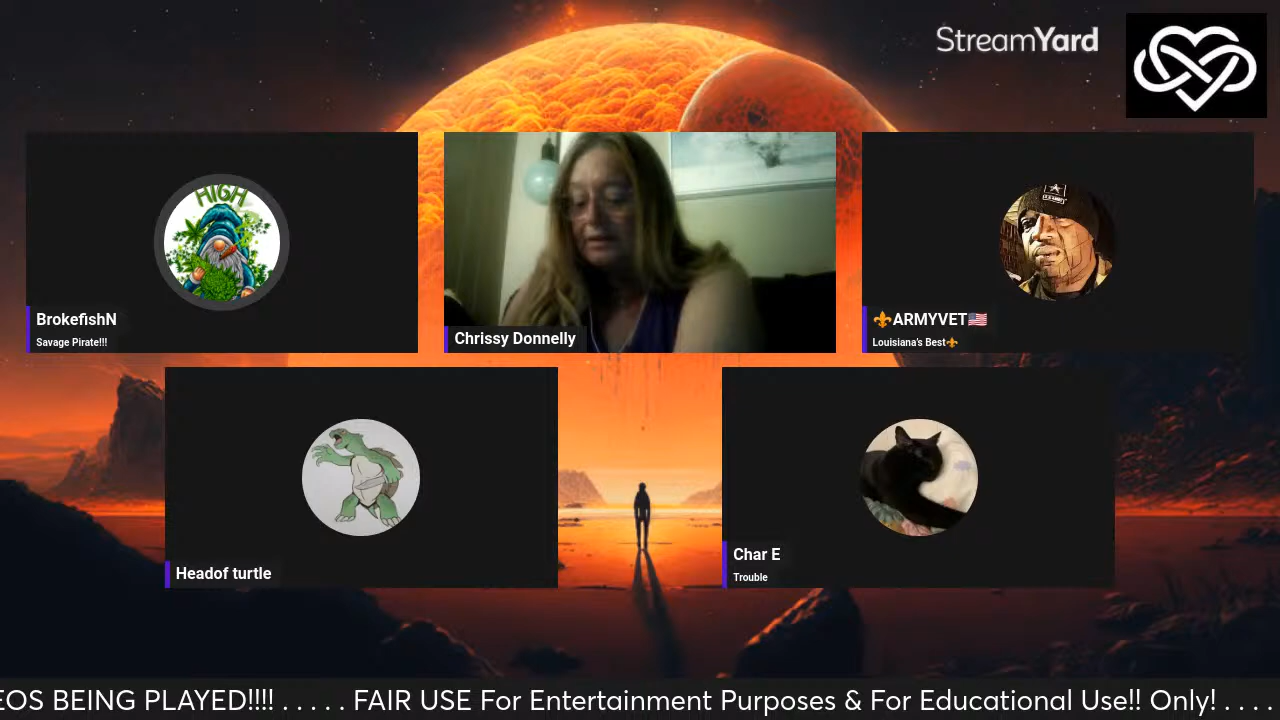 StreamYard
HIGH
BrokefishN
Savage Pirate!!!
Chrissy Donnelly
⚜️ARMYVET🇺🇸
Louisiana's Best⚜️
Headof turtle
Char E
Trouble
EOS BEING PLAYED!!!! . . . . . FAIR USE For Entertainment Purposes & For Educational Use!! Only! . . . .